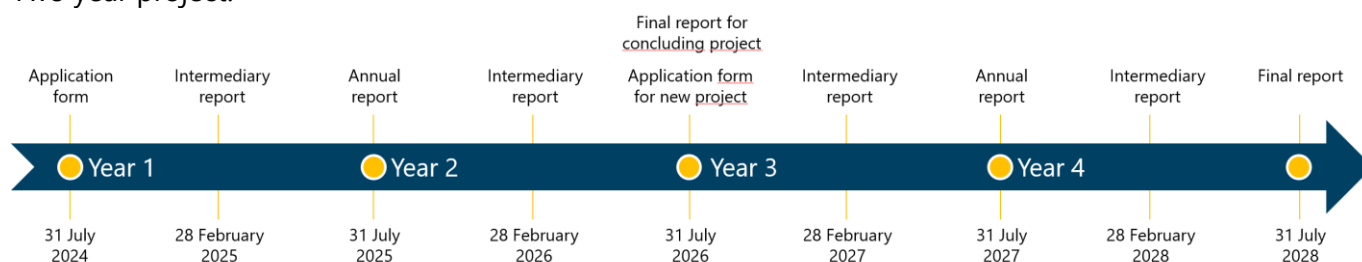 Two year project:
Final report for
concluding project
Application
form
Intermediary
report
Annual
report
Intermediary
report
Application form
for new project
Intermediary
report
Annual
report
Intermediary
report
Final report
Year 1
Year 2
Year 3
Year 4
31 July
2024
28 February
2025
31 July
2025
28 February
2026
31 July
2026
28 February
2027
31 July
2027
28 February
2028
31 July
2028